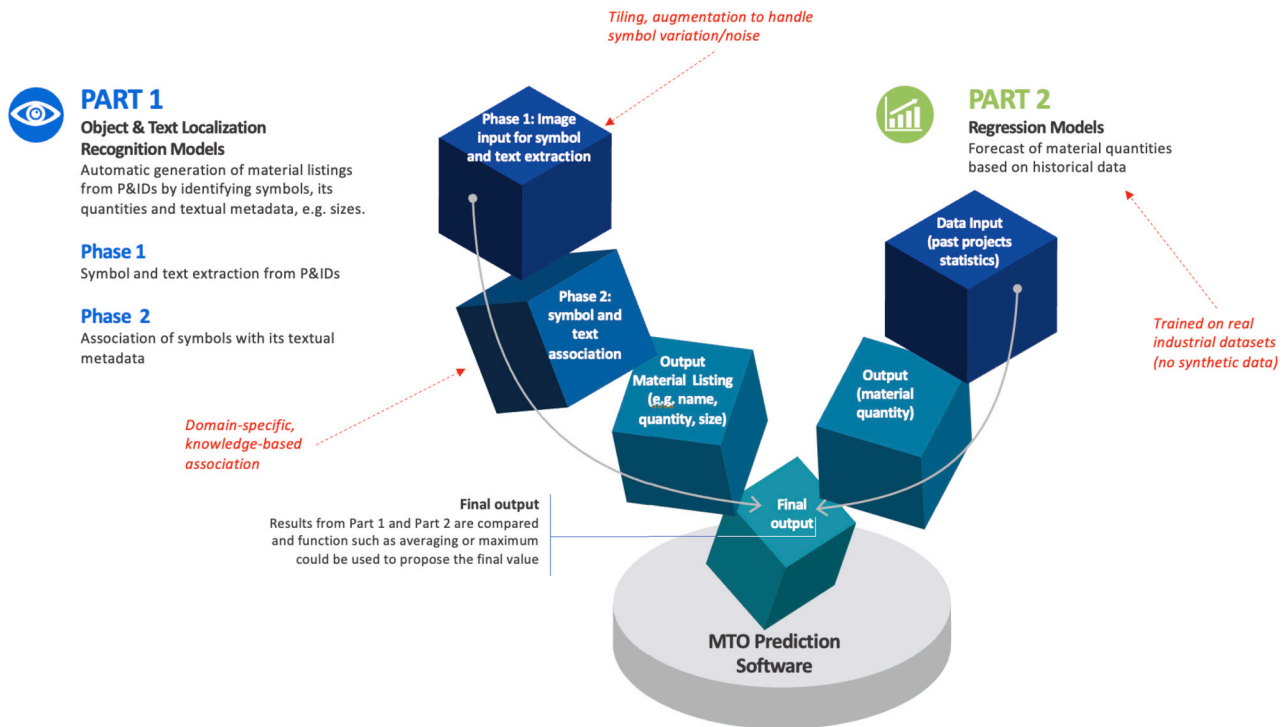 Tiling, augmentation to handle
symbol variation/noise
PART 1
Object & Text Localization
Recognition Models
Automatic generation of material listings
from P&IDs by identifying symbols, its
quantities and textual metadata, e.g. sizes.
Phase 1
Symbol and text extraction from P&IDs
Phase 2
Association of symbols with its textual
metadata
Phase 1: Image
input for symbol
and text extraction
Phase 2:
symbol and
text
association
Output
Material Listing
(e.g. name,
quantity, size)
PART 2
Regression Models
Forecast of material quantities
based on historical data
Data Input
(past projects
statistics)
Output
(material
quantity)
Trained on real
industrial datasets
(no synthetic data)
Domain-specific,
knowledge-based
association
Final output
Results from Part 1 and Part 2 are compared
and function such as averaging or maximum
could be used to propose the final value
Final
output
MTO Prediction
Software